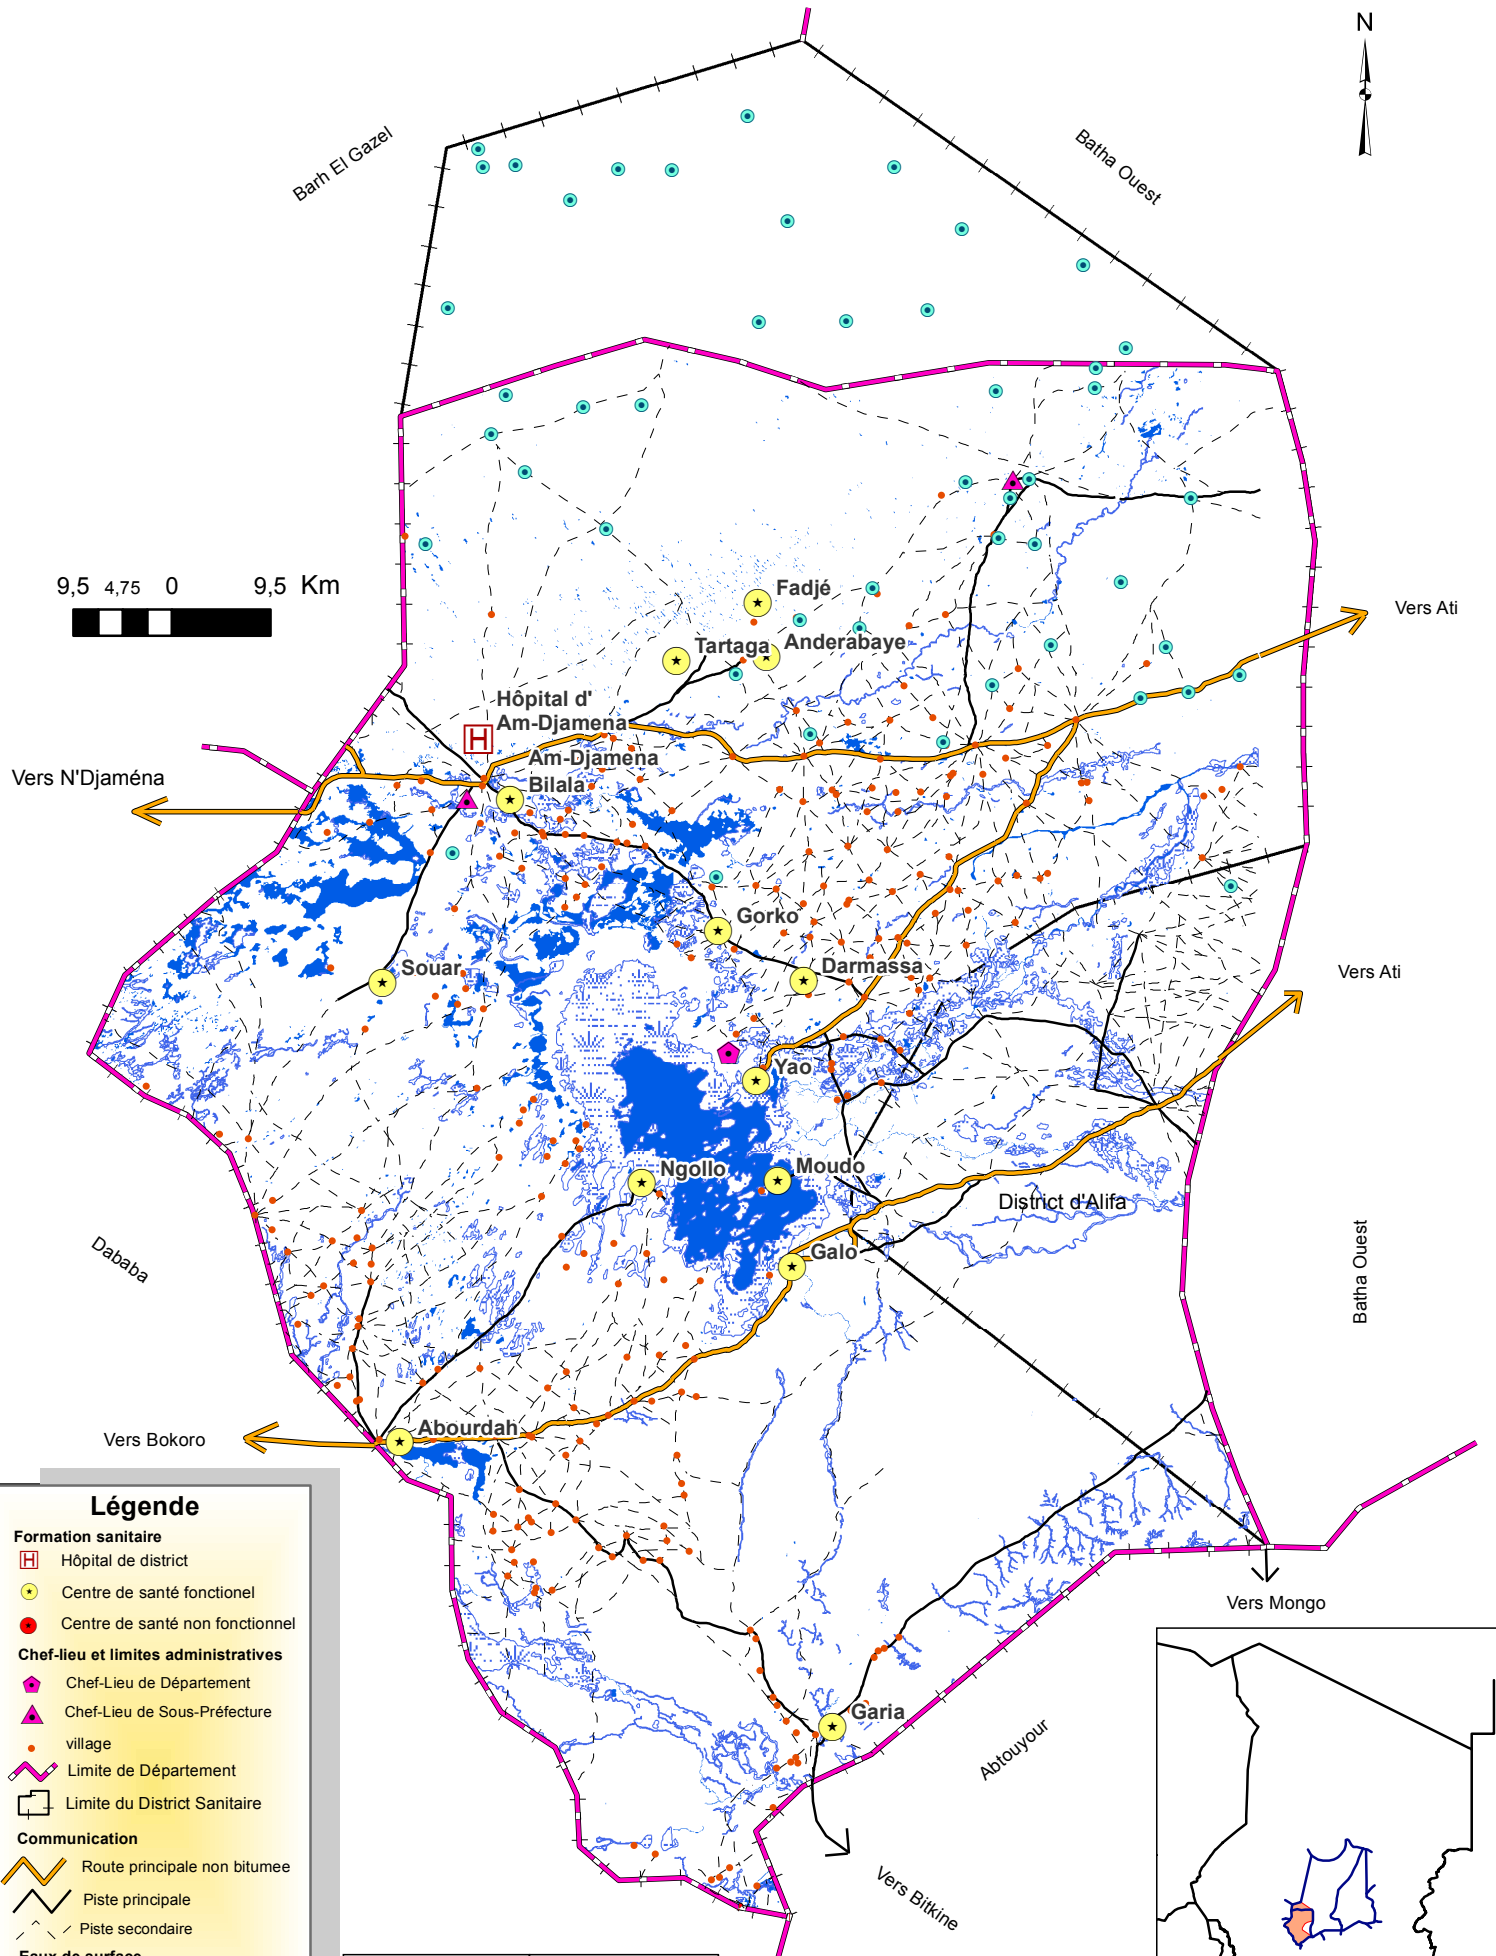 N
Barh El Gazel
Batha Ouest
9,5 4,75 0 9,5 Km
Vers Ati
Fadjé
Tartaga
Anderabaye
Hôpital d'
Am-Djamena
Am-Djamena
Bilala
Vers N'Djaména
Gorko
Souar
Darmassa
Vers Ati
Yao
Ngollo
Moudo
District d'Alifa
Galo
Dababa
Batha Ouest
Abourdah
Vers Bokoro
Vers Mongo
Garia
Abtouyour
Vers Bitkine
Légende
Formation sanitaire
H Hôpital de district
Centre de santé fonctionel
Centre de santé non fonctionnel
Chef-lieu et limites administratives
Chef-Lieu de Département
Chef-Lieu de Sous-Préfecture
village
Limite de Département
Limite du District Sanitaire
Communication
Route principale non bitumee
Piste principale
Piste secondaire
Eaux de surface